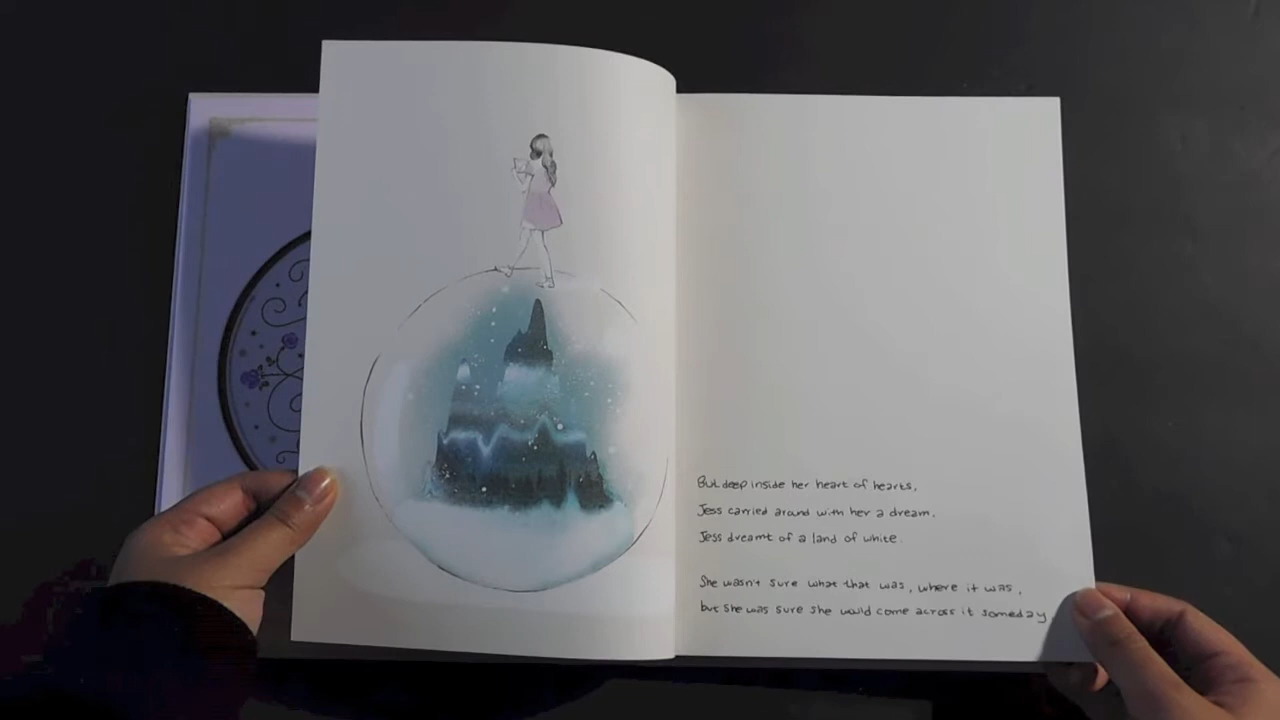 But deep inside her heart of hearts,
Jess carried around with her a dream.
Jess dreamt of a land of white.
She wasn't sure what that was, where it was,
but she was sure she would come across it someday.